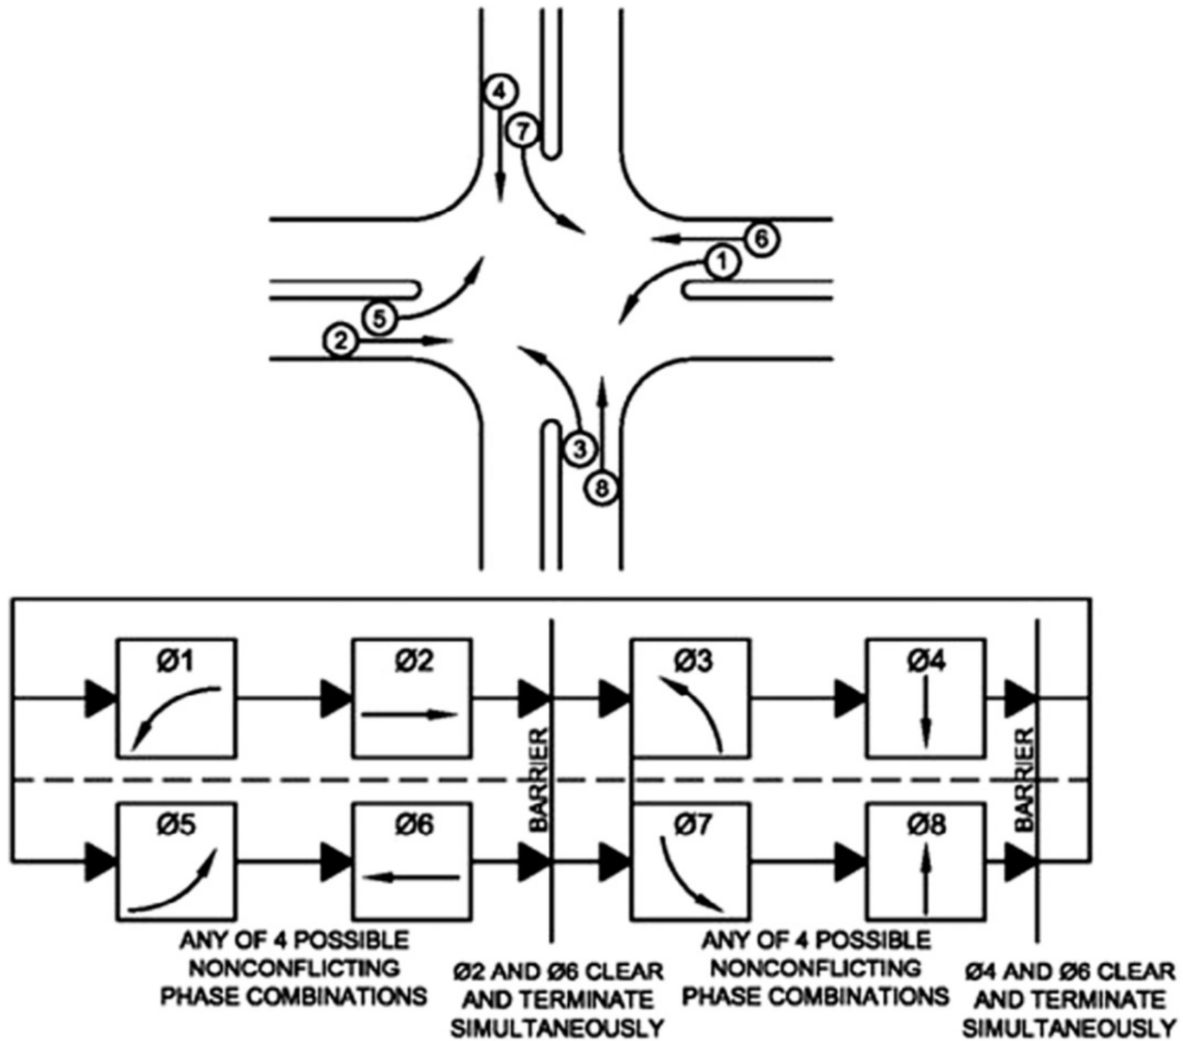 4
7
6
1
5
2
3
8
Ø1
Ø2
Ø3
Ø4
BARRIER
BARRIER
Ø5
Ø6
Ø7
Ø8
ANY OF 4 POSSIBLE
NONCONFLICTING
PHASE COMBINATIONS
Ø2 AND Ø6 CLEAR
AND TERMINATE
SIMULTANEOUSLY
ANY OF 4 POSSIBLE
NONCONFLICTING
PHASE COMBINATIONS
Ø4 AND Ø6 CLEAR
AND TERMINATE
SIMULTANEOUSLY